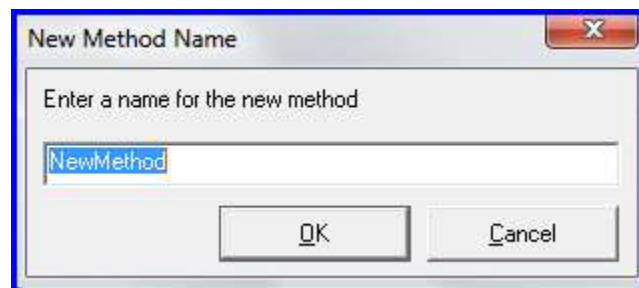 New Method Name
Enter a name for the new method
NewMethod
OK
Cancel